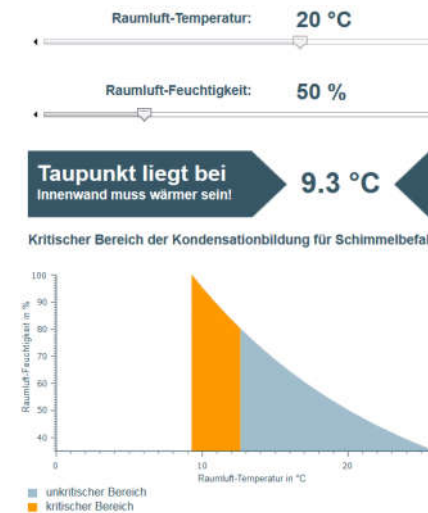 Raumluft-Temperatur: 20 °C
Raumluft-Feuchtigkeit: 50 %
Taupunkt liegt bei
Innenwand muss wärmer sein!
9.3 °C
Kritischer Bereich der Kondensationbildung für Schimmelbefal
100
90
80
70
60
50
40
Raumluft-Feuchtigkeit in %
0 10 20
Raumluft-Temperatur in °C
unkritischer Bereich
kritischer Bereich